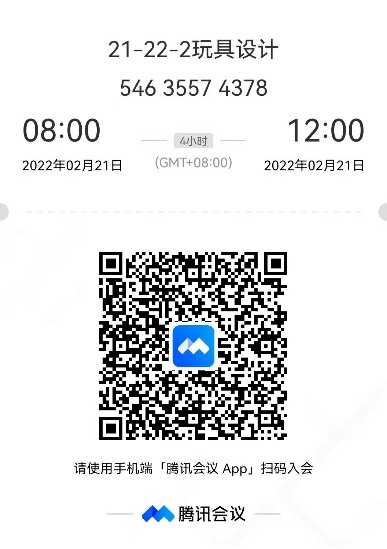 21-22-2玩具设计
546 3557 4378
08:00 4小时 12:00
2022年02月21日 (GMT+08:00) 2022年02月21日
请使用手机端「腾讯会议 App」扫码入会
腾讯会议